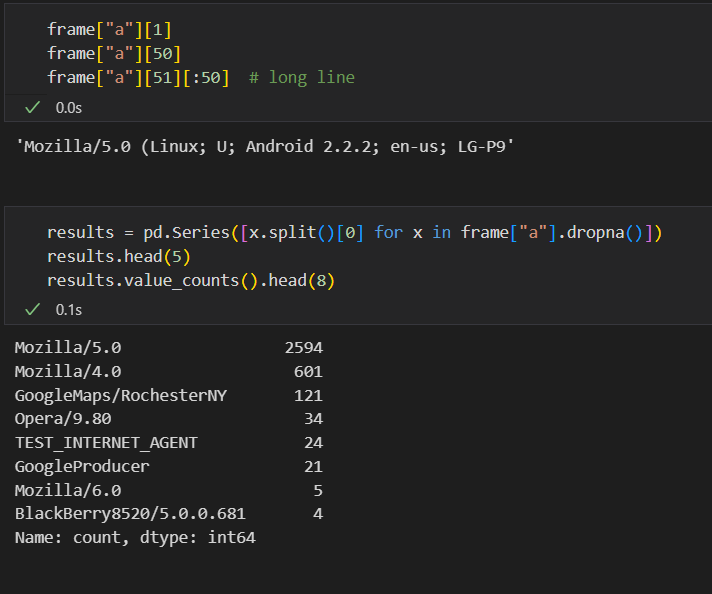 frame["a"][1]
frame["a"][50]
frame["a"][51][:50]  # long line
0.0s
'Mozilla/5.0 (Linux; U; Android 2.2.2; en-us; LG-P9'
results = pd.Series([x.split()[0] for x in frame["a"].dropna()])
results.head(5)
results.value_counts().head(8)
0.1s
Mozilla/5.0                 2594
Mozilla/4.0                  601
GoogleMaps/RochesterNY       121
Opera/9.80                    34
TEST_INTERNET_AGENT           24
GoogleProducer                21
Mozilla/6.0                    5
BlackBerry8520/5.0.0.681       4
Name: count, dtype: int64